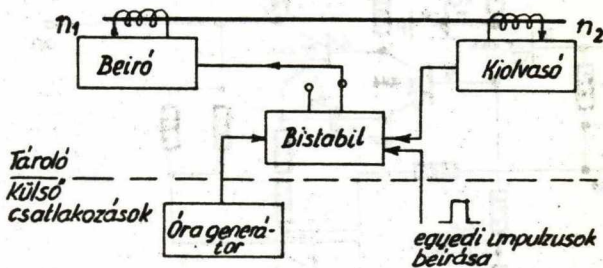 n1
n2
Beiró
Kiolvasó
Bistabil
Tároló
Külső
csatlakozások
Óra generá-
tor
egyedi impulzusok
beírása